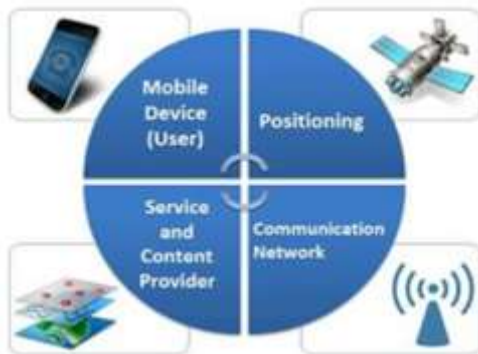 Mobile
Device
(User)
Positioning
Service
and
Content
Provider
Communication
Network